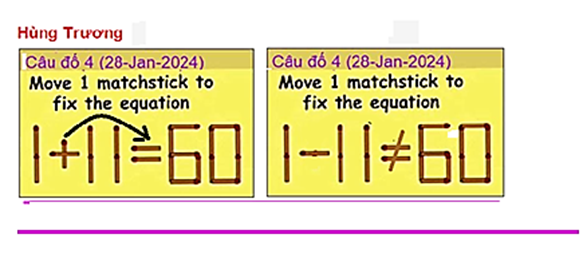 Hùng Trương
Câu đố 4 (28-Jan-2024)
Move 1 matchstick to
fix the equation
1+11=60
Câu đố 4 (28-Jan-2024)
Move 1 matchstick to
fix the equation
1-11≠60